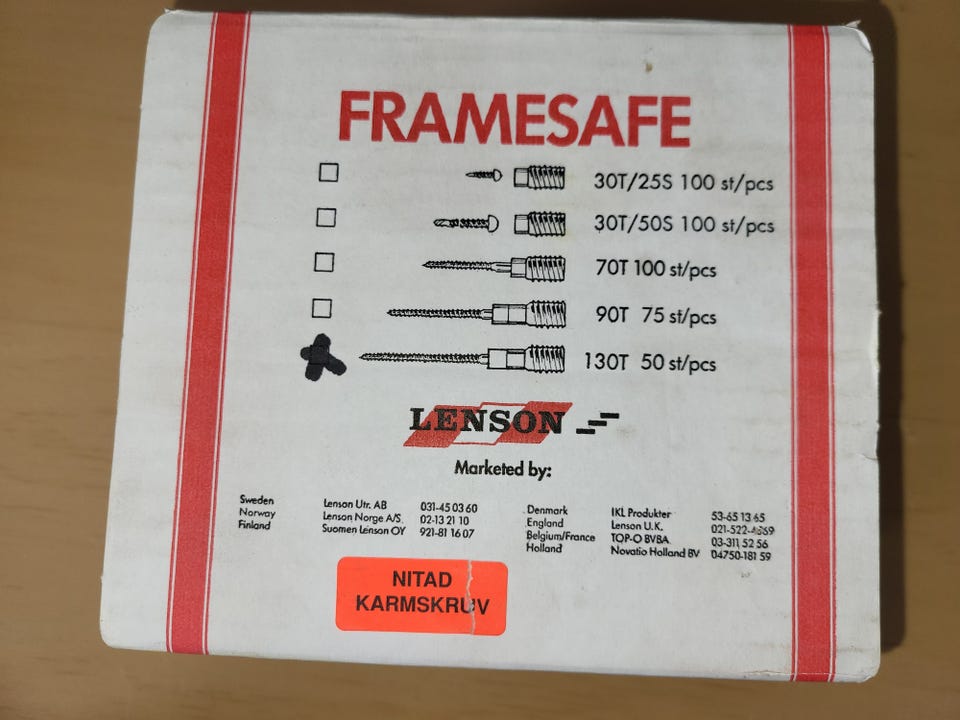 FRAMESAFE
30T/25S 100 st/pcs
30T/50S 100 st/pcs
70T 100 st/pcs
90T 75 st/pcs
130T 50 st/pcs
LENSON
Marketed by:
Sweden Lenson Utr. AB 031-45 03 60
Norway Lenson Norge A/S. 02-13 21 10
Finland Suomen Lenson OY 921-81 16 07
Denmark IKL Produkter 53-65 13 65
England Lenson U.K.
Belgium/France TOP-O BVBA 03-311 52 56
Holland Novatio Holland BV 04750-181 59
NITAD
KARMSKRUV